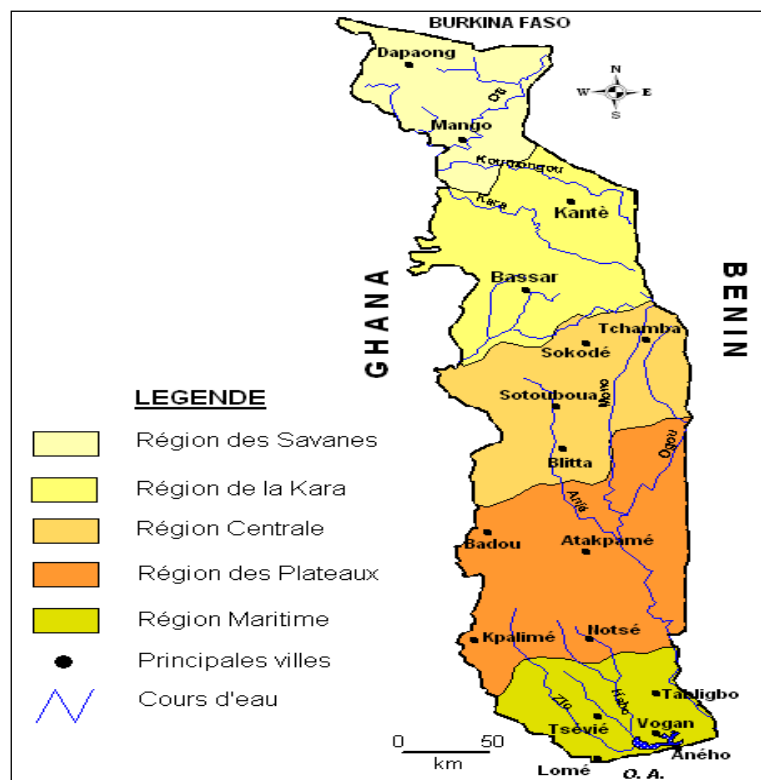 BURKINA FASO
Dapaong
N
W E
S
Oti
Mango
Koumongou
Kara
Kantè
Bassar
GHANA
BENIN
Tchamba
Sokodé
Sotouboua
Mono
Ogou
Blitta
Anié
Badou
Atakpamé
Kpalimé
Notsé
Tabligbo
Zio
Haho
Tsévié
Vogan
Aného
Lomé
O. A.
LEGENDE
Région des Savanes
Région de la Kara
Région Centrale
Région des Plateaux
Région Maritime
Principales villes
Cours d'eau
0 50
km